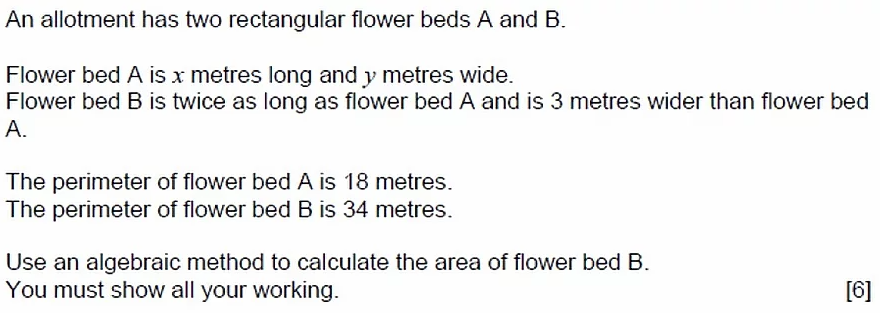 An allotment has two rectangular flower beds A and B.
Flower bed A is x metres long and y metres wide.
Flower bed B is twice as long as flower bed A and is 3 metres wider than flower bed
A.
The perimeter of flower bed A is 18 metres.
The perimeter of flower bed B is 34 metres.
Use an algebraic method to calculate the area of flower bed B.
You must show all your working. [6]